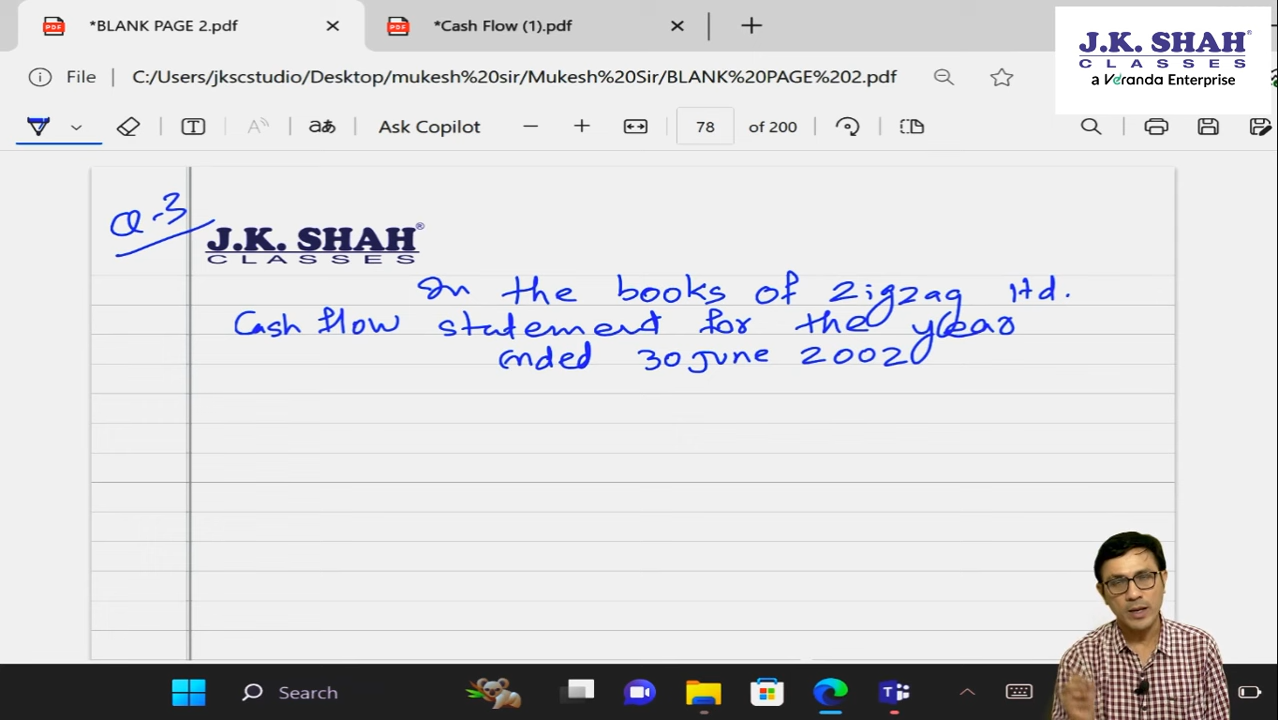 *BLANK PAGE 2.pdf
*Cash Flow (1).pdf
J.K. SHAH®
CLASSES
a Veranda Enterprise
File
C:/Users/jkscstudio/Desktop/mukesh%20sir/Mukesh%20Sir/BLANK%20PAGE%202.pdf
aあ Ask Copilot 78 of 200
Q-3
J.K. SHAH®
CLASSES
In the books of Zigzag ltd.
Cash flow statement for the year
ended 30 June 2002
Search